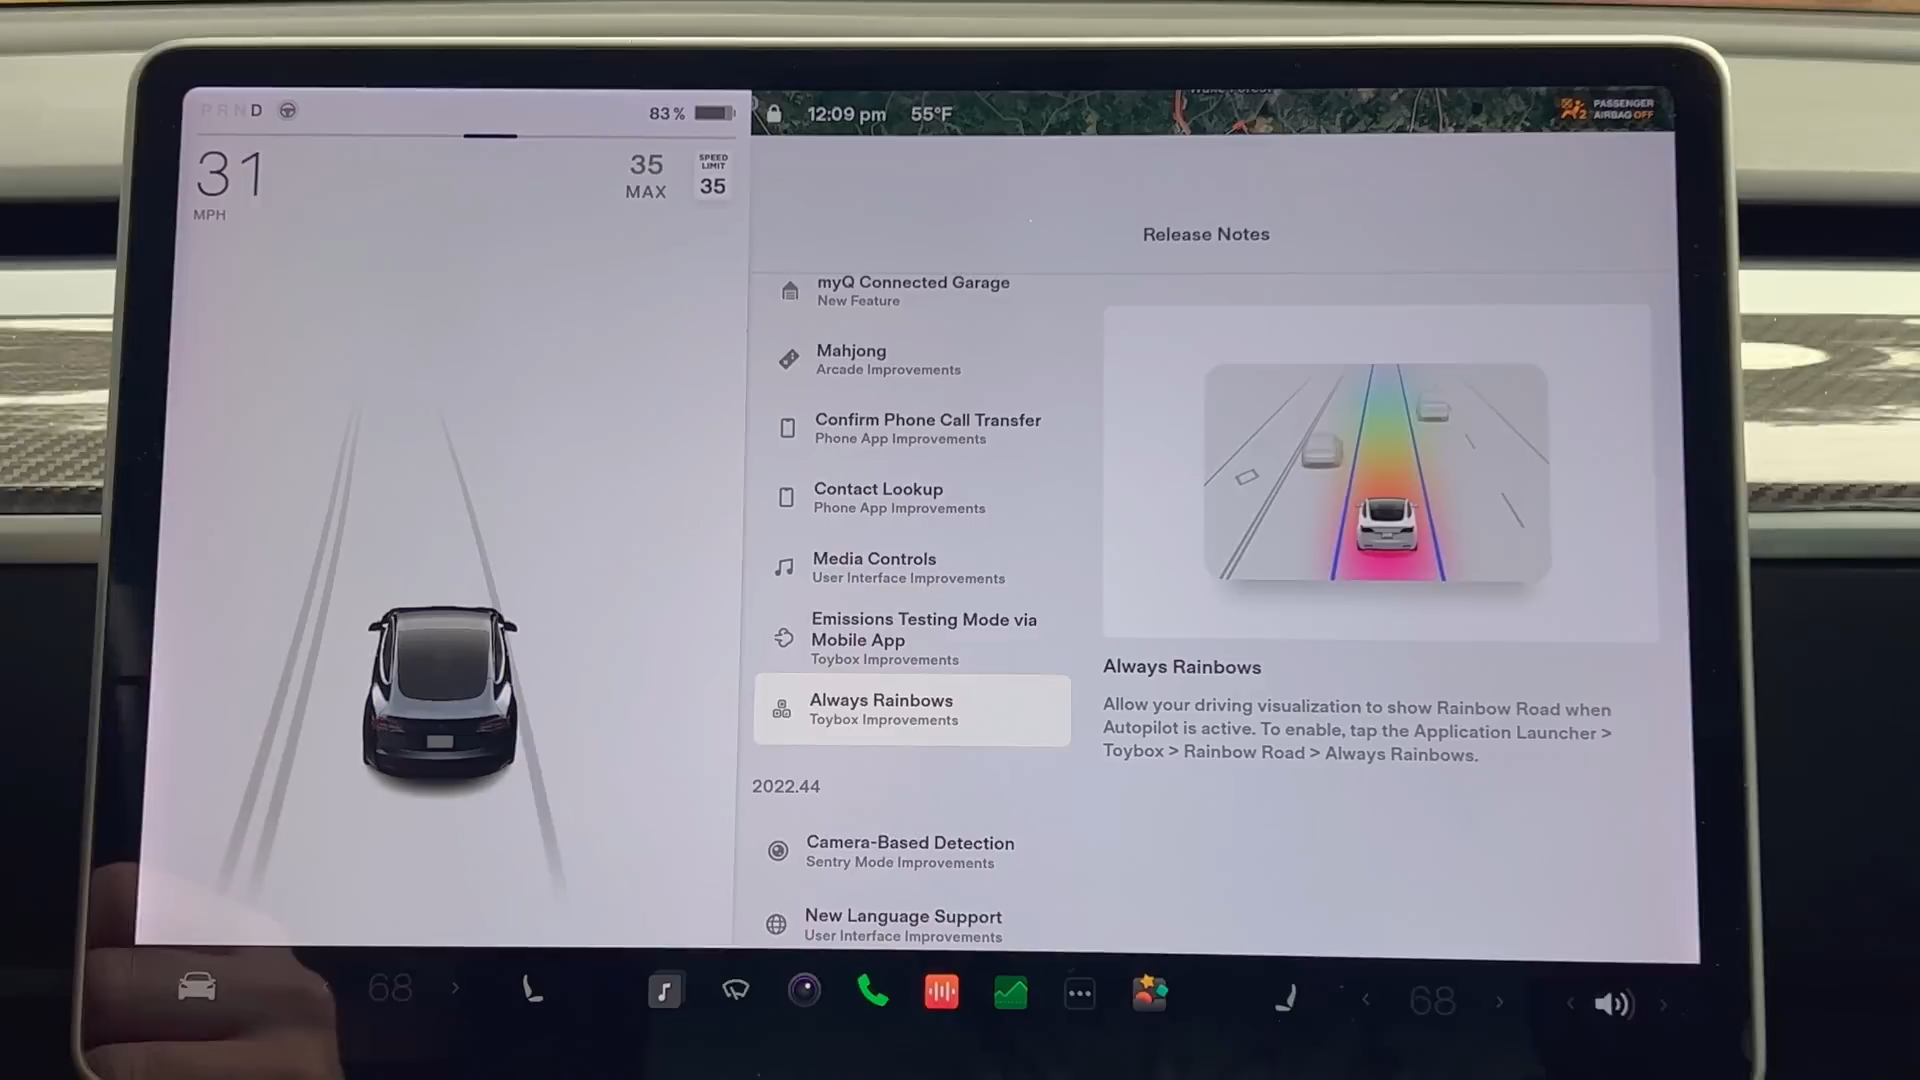 PRND
83%
12:09 pm 55°F
PASSENGER
AIRBAG OFF
31
MPH
35
MAX
SPEED
LIMIT
35
Release Notes
myQ Connected Garage
New Feature
Mahjong
Arcade Improvements
Confirm Phone Call Transfer
Phone App Improvements
Contact Lookup
Phone App Improvements
Media Controls
User Interface Improvements
Emissions Testing Mode via
Mobile App
Toybox Improvements
Always Rainbows
Toybox Improvements
2022.44
Camera-Based Detection
Sentry Mode Improvements
New Language Support
User Interface Improvements
Always Rainbows
Allow your driving visualization to show Rainbow Road when
Autopilot is active. To enable, tap the Application Launcher >
Toybox > Rainbow Road > Always Rainbows.
68
68